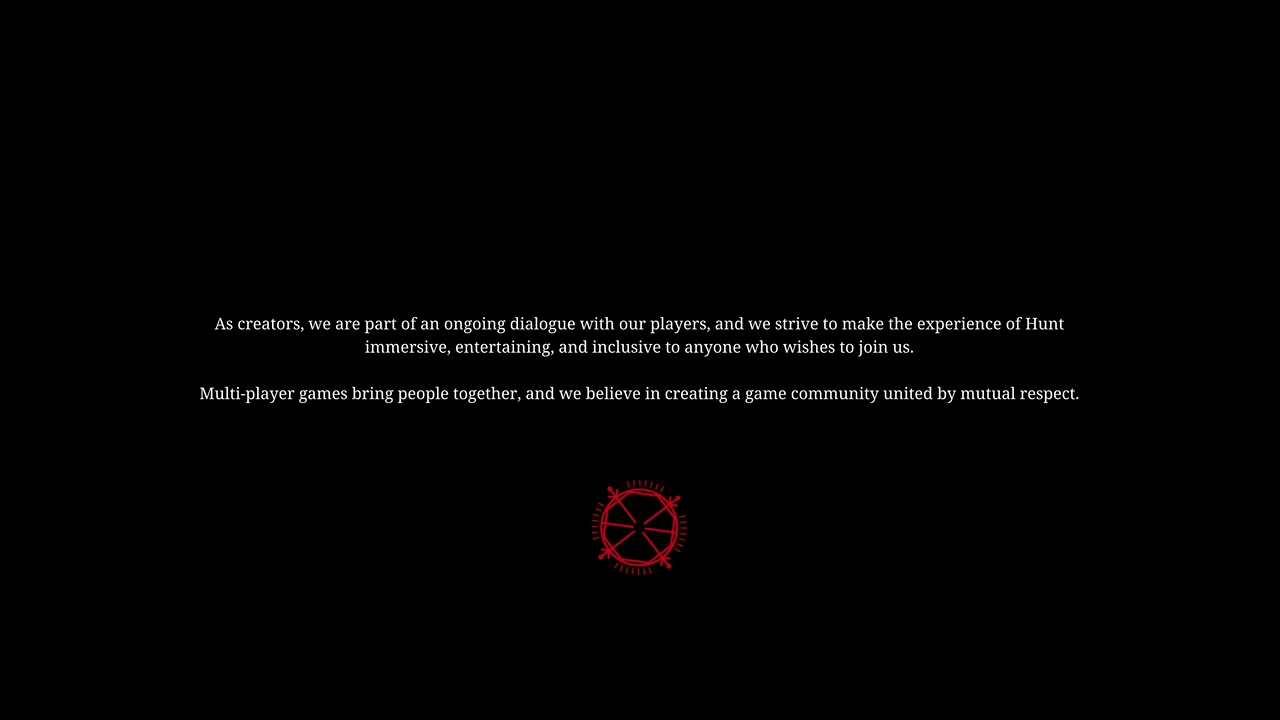 As creators, we are part of an ongoing dialogue with our players, and we strive to make the experience of Hunt
immersive, entertaining, and inclusive to anyone who wishes to join us.
Multi-player games bring people together, and we believe in creating a game community united by mutual respect.